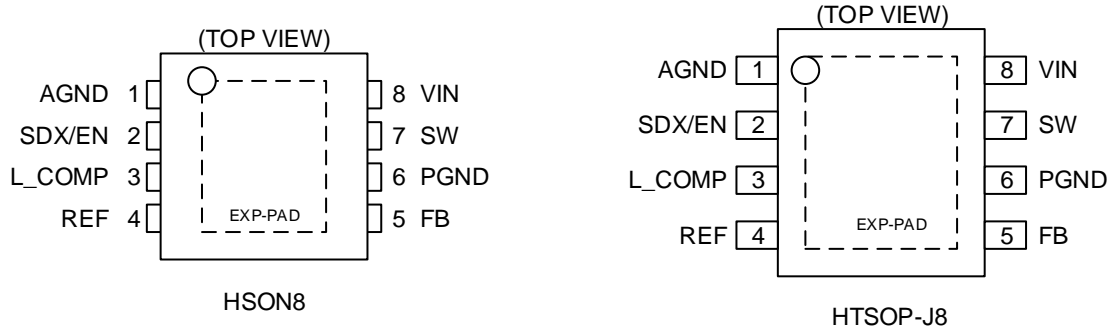 (TOP VIEW)
AGND 1
SDX/EN 2
L_COMP 3
REF 4
8 VIN
7 SW
6 PGND
5 FB
EXP-PAD
HSON8
(TOP VIEW)
AGND 1
SDX/EN 2
L_COMP 3
REF 4
8 VIN
7 SW
6 PGND
5 FB
EXP-PAD
HTSOP-J8